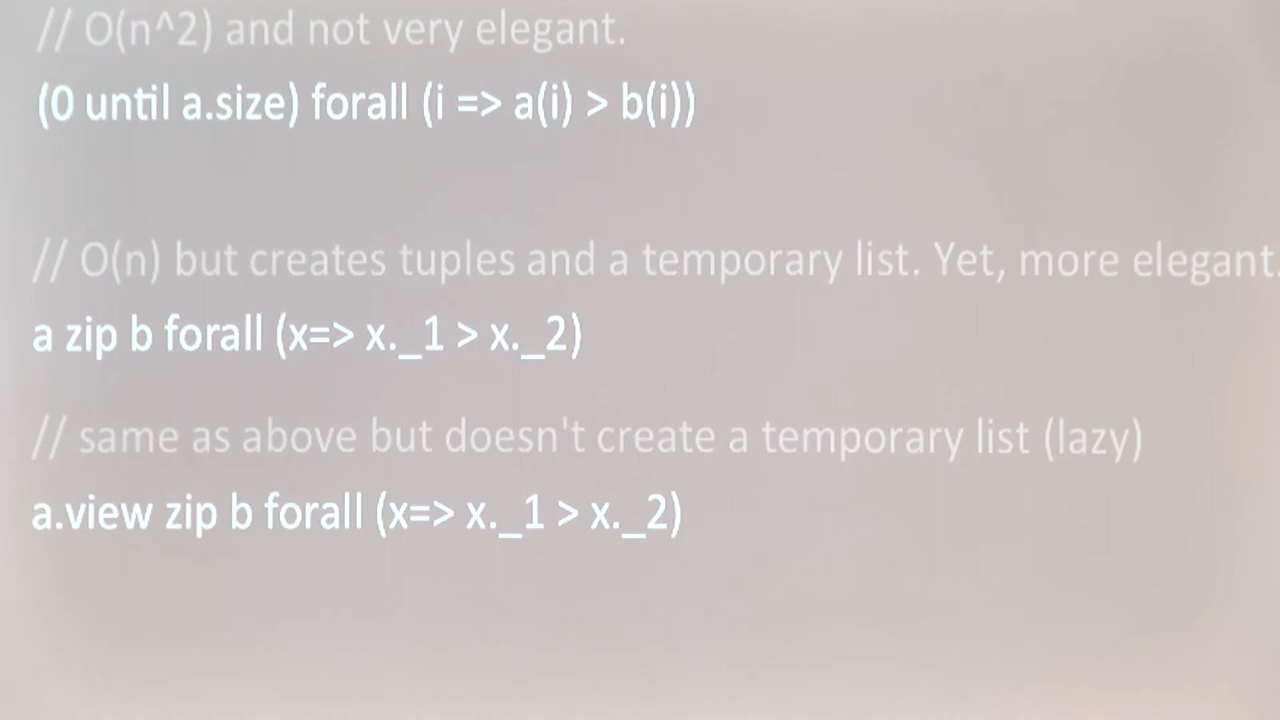 // O(n^2) and not very elegant.
(0 until a.size) forall (i => a(i) > b(i))
// O(n) but creates tuples and a temporary list. Yet, more elegant.
a zip b forall (x=> x._1 > x._2)
// same as above but doesn't create a temporary list (lazy)
a.view zip b forall (x=> x._1 > x._2)